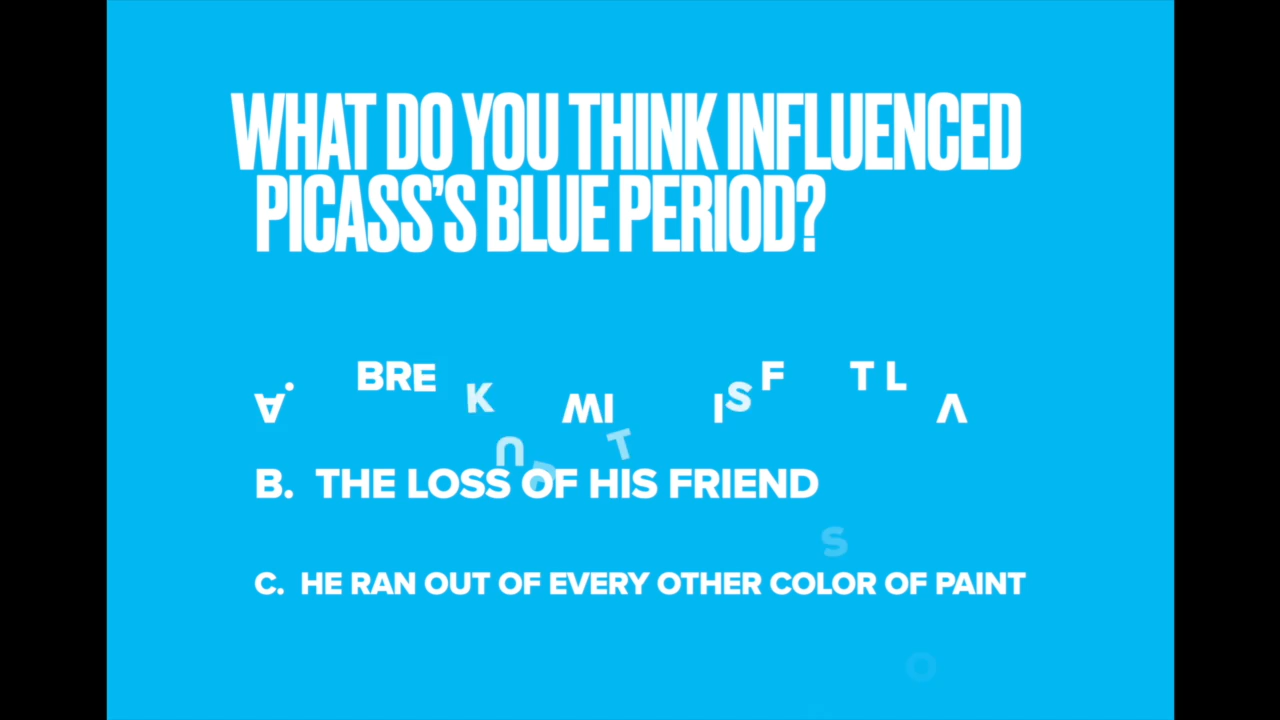 WHAT DO YOU THINK INFLUENCED
PICASS'S BLUE PERIOD?
B. THE LOSS OF HIS FRIEND
C. HE RAN OUT OF EVERY OTHER COLOR OF PAINT